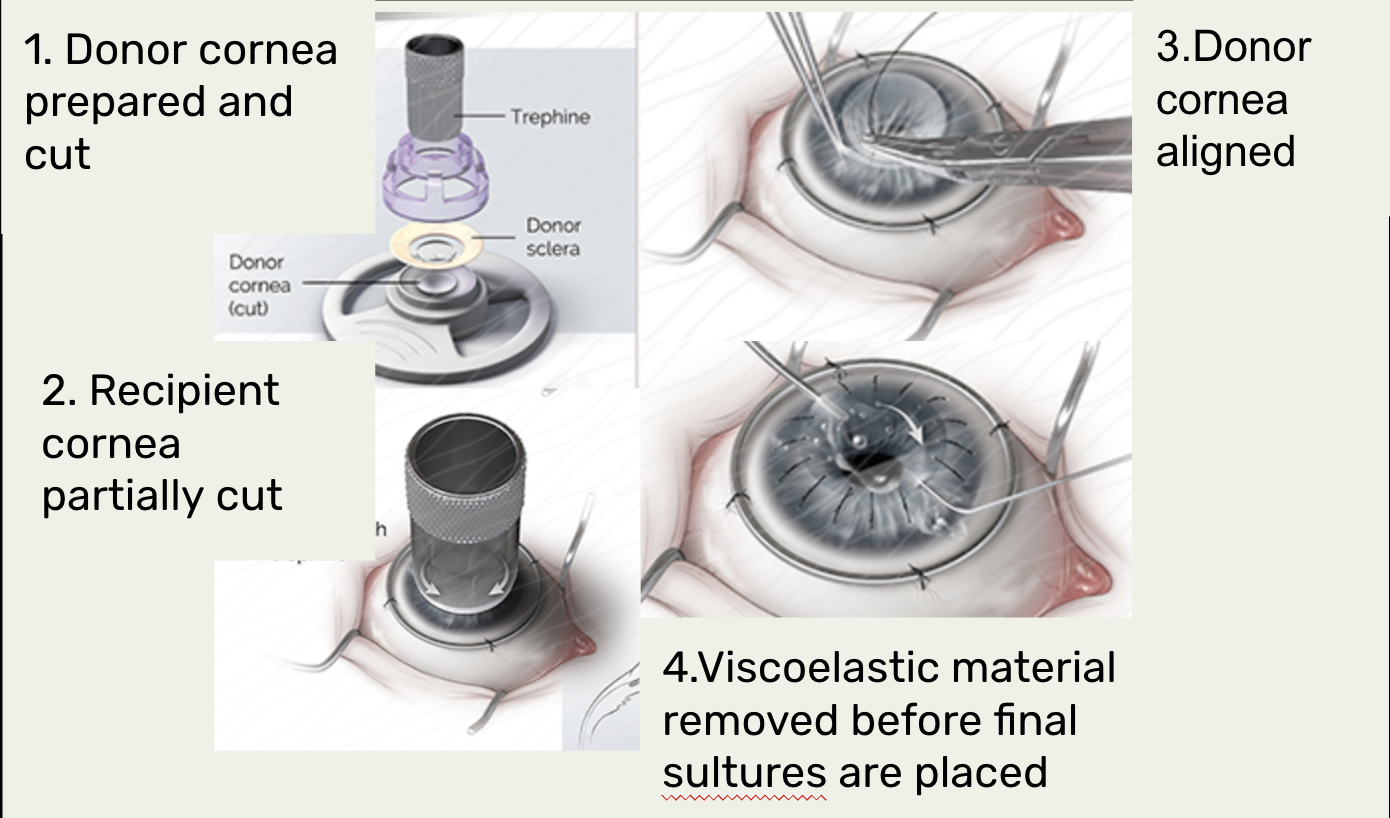 1. Donor cornea
prepared and
cut
Trephine
Donor
sclera
Donor
cornea
(cut)
2. Recipient
cornea
partially cut
h
3.Donor
cornea
aligned
4.Viscoelastic material
removed before final
sultures are placed